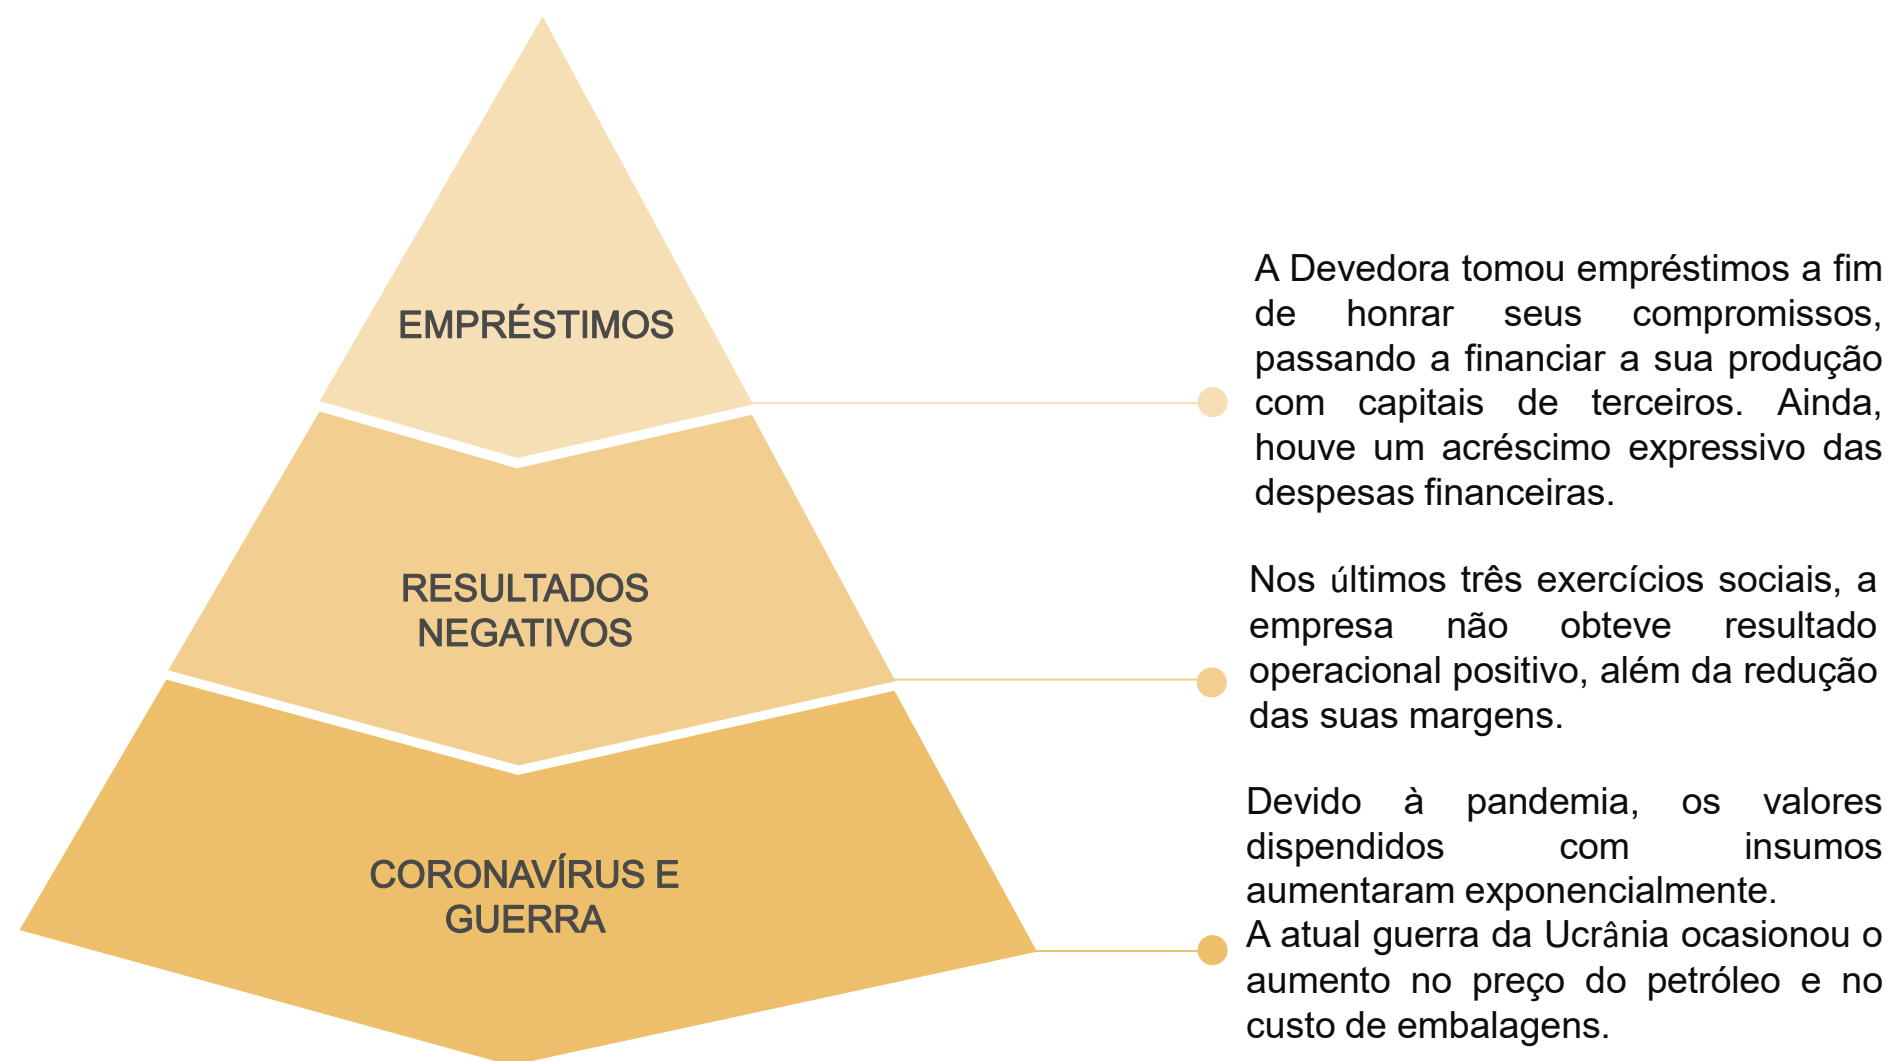 EMPRÉSTIMOS
A Devedora tomou empréstimos a fim
de honrar seus compromissos,
passando a financiar a sua produção
com capitais de terceiros. Ainda,
houve um acréscimo expressivo das
despesas financeiras.
RESULTADOS
NEGATIVOS
Nos últimos três exercícios sociais, a
empresa não obteve resultado
operacional positivo, além da redução
das suas margens.
CORONAVÍRUS E
GUERRA
Devido à pandemia, os valores
dispendidos com insumos
aumentaram exponencialmente.
A atual guerra da Ucrânia ocasionou o
aumento no preço do petróleo e no
custo de embalagens.